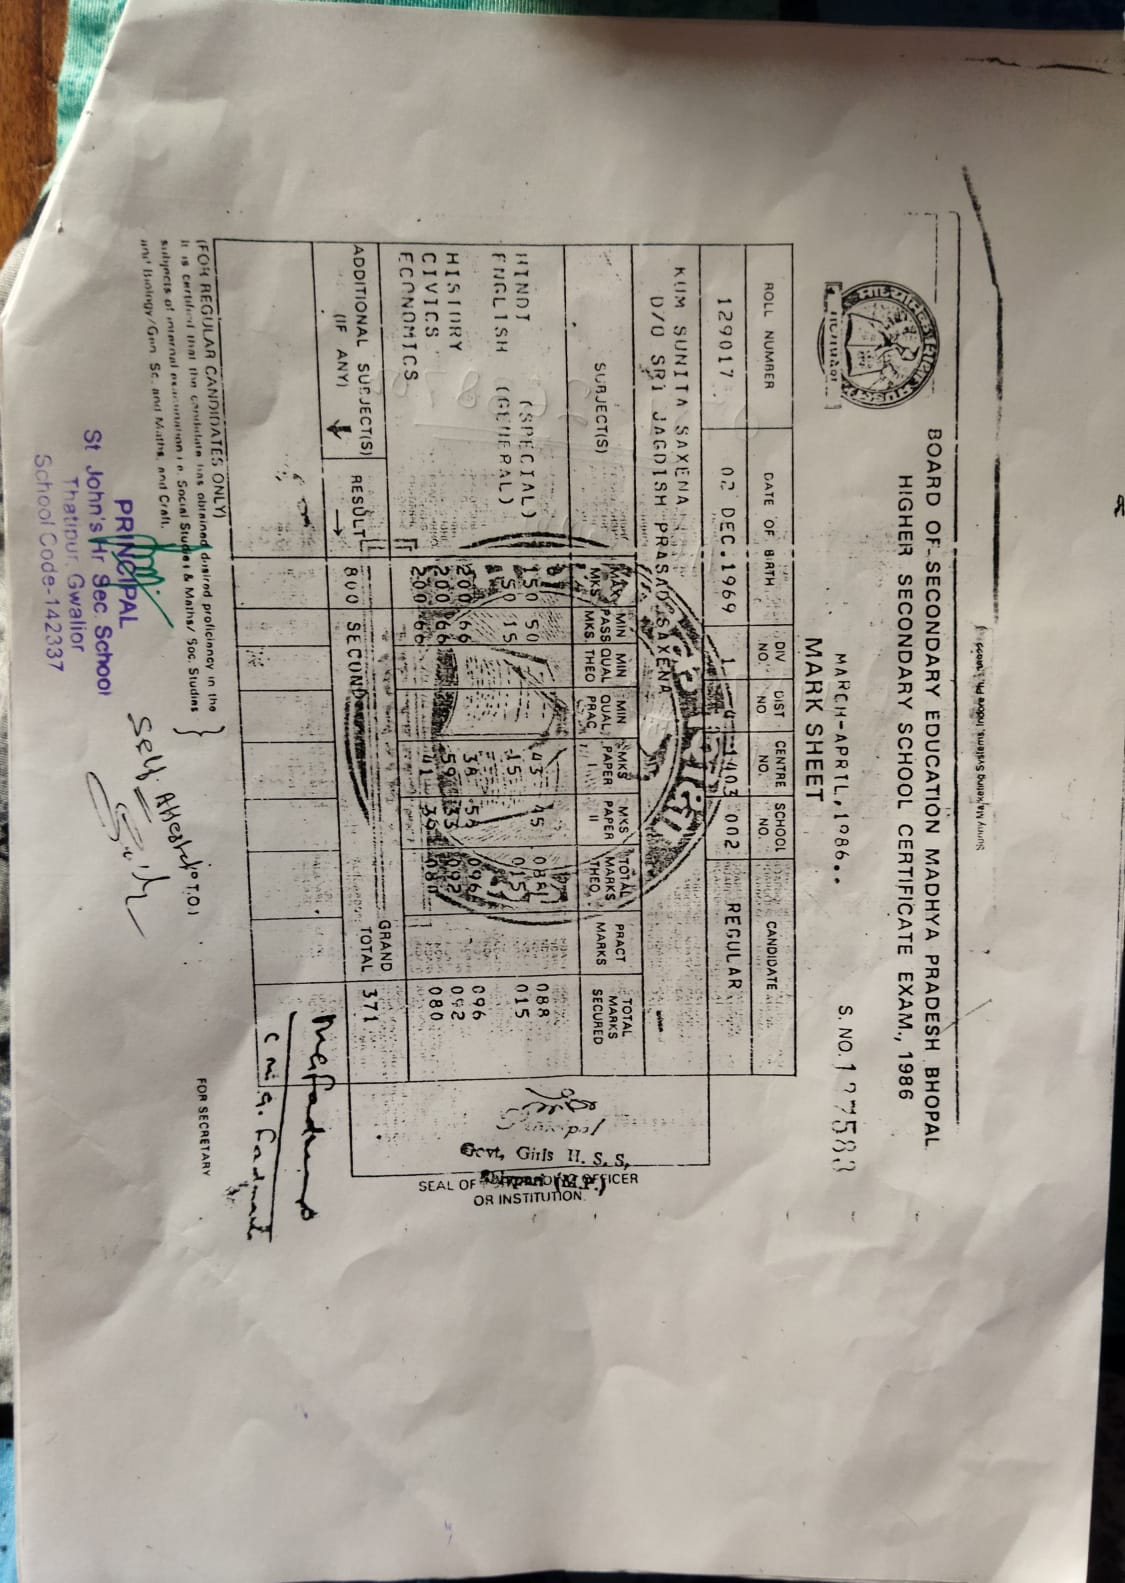 BOARD OF SECONDARY EDUCATION MADHYA PRADESH BHOPAL
HIGHER SECONDARY SCHOOL CERTIFICATE EXAM., 1986
MARCH-APRIL,1986..
S. NO. 127583
MARK SHEET
ROLL NUMBER DATE OF BIRTH DIV NO. DIST NO CENTRE NO. SCHOOL NO. CANDIDATE
129017 02 DEC.1969 1 4 1403 002 REGULAR
KUM SUNITA SAXENA
D/O SRI JAGDISH PRASAD SAXENA
SUBJECT(S) MAX MKS MIN PASS MKS. MIN QUAL THEO MIN QUAL PRAC MKS PAPER I MKS PAPER II TOTAL MARKS THEO. PRACT MARKS TOTAL MARKS SECURED
HINDI (SPECIAL) 150 50 43 45 088 088
ENGLISH (GENERAL) 50 15 15 015 015
HISTORY 200 66 096 096
CIVICS 200 66 59 33 092 092
ECONOMICS 200 66 41 39 080 080
ADDITIONAL SUBJECT(S) (IF ANY) RESULT 800 SECOND GRAND TOTAL 371
Govt. Girls H. S. S.
(M.P.)
SEAL OF OFFICER
OR INSTITUTION.
(FOR REGULAR CANDIDATES ONLY)
It is certified that the candidate has obtained desired proficiency in the
subjects of internal examination i.e. Social Studies & Maths/ Soc. Studies
and Biology/Gen. Sc. and Maths. and Craft.
FOR SECRETARY
PRINCIPAL
St John's Hr Sec School
Thatipur Gwalior
School Code-142337
Self Attested